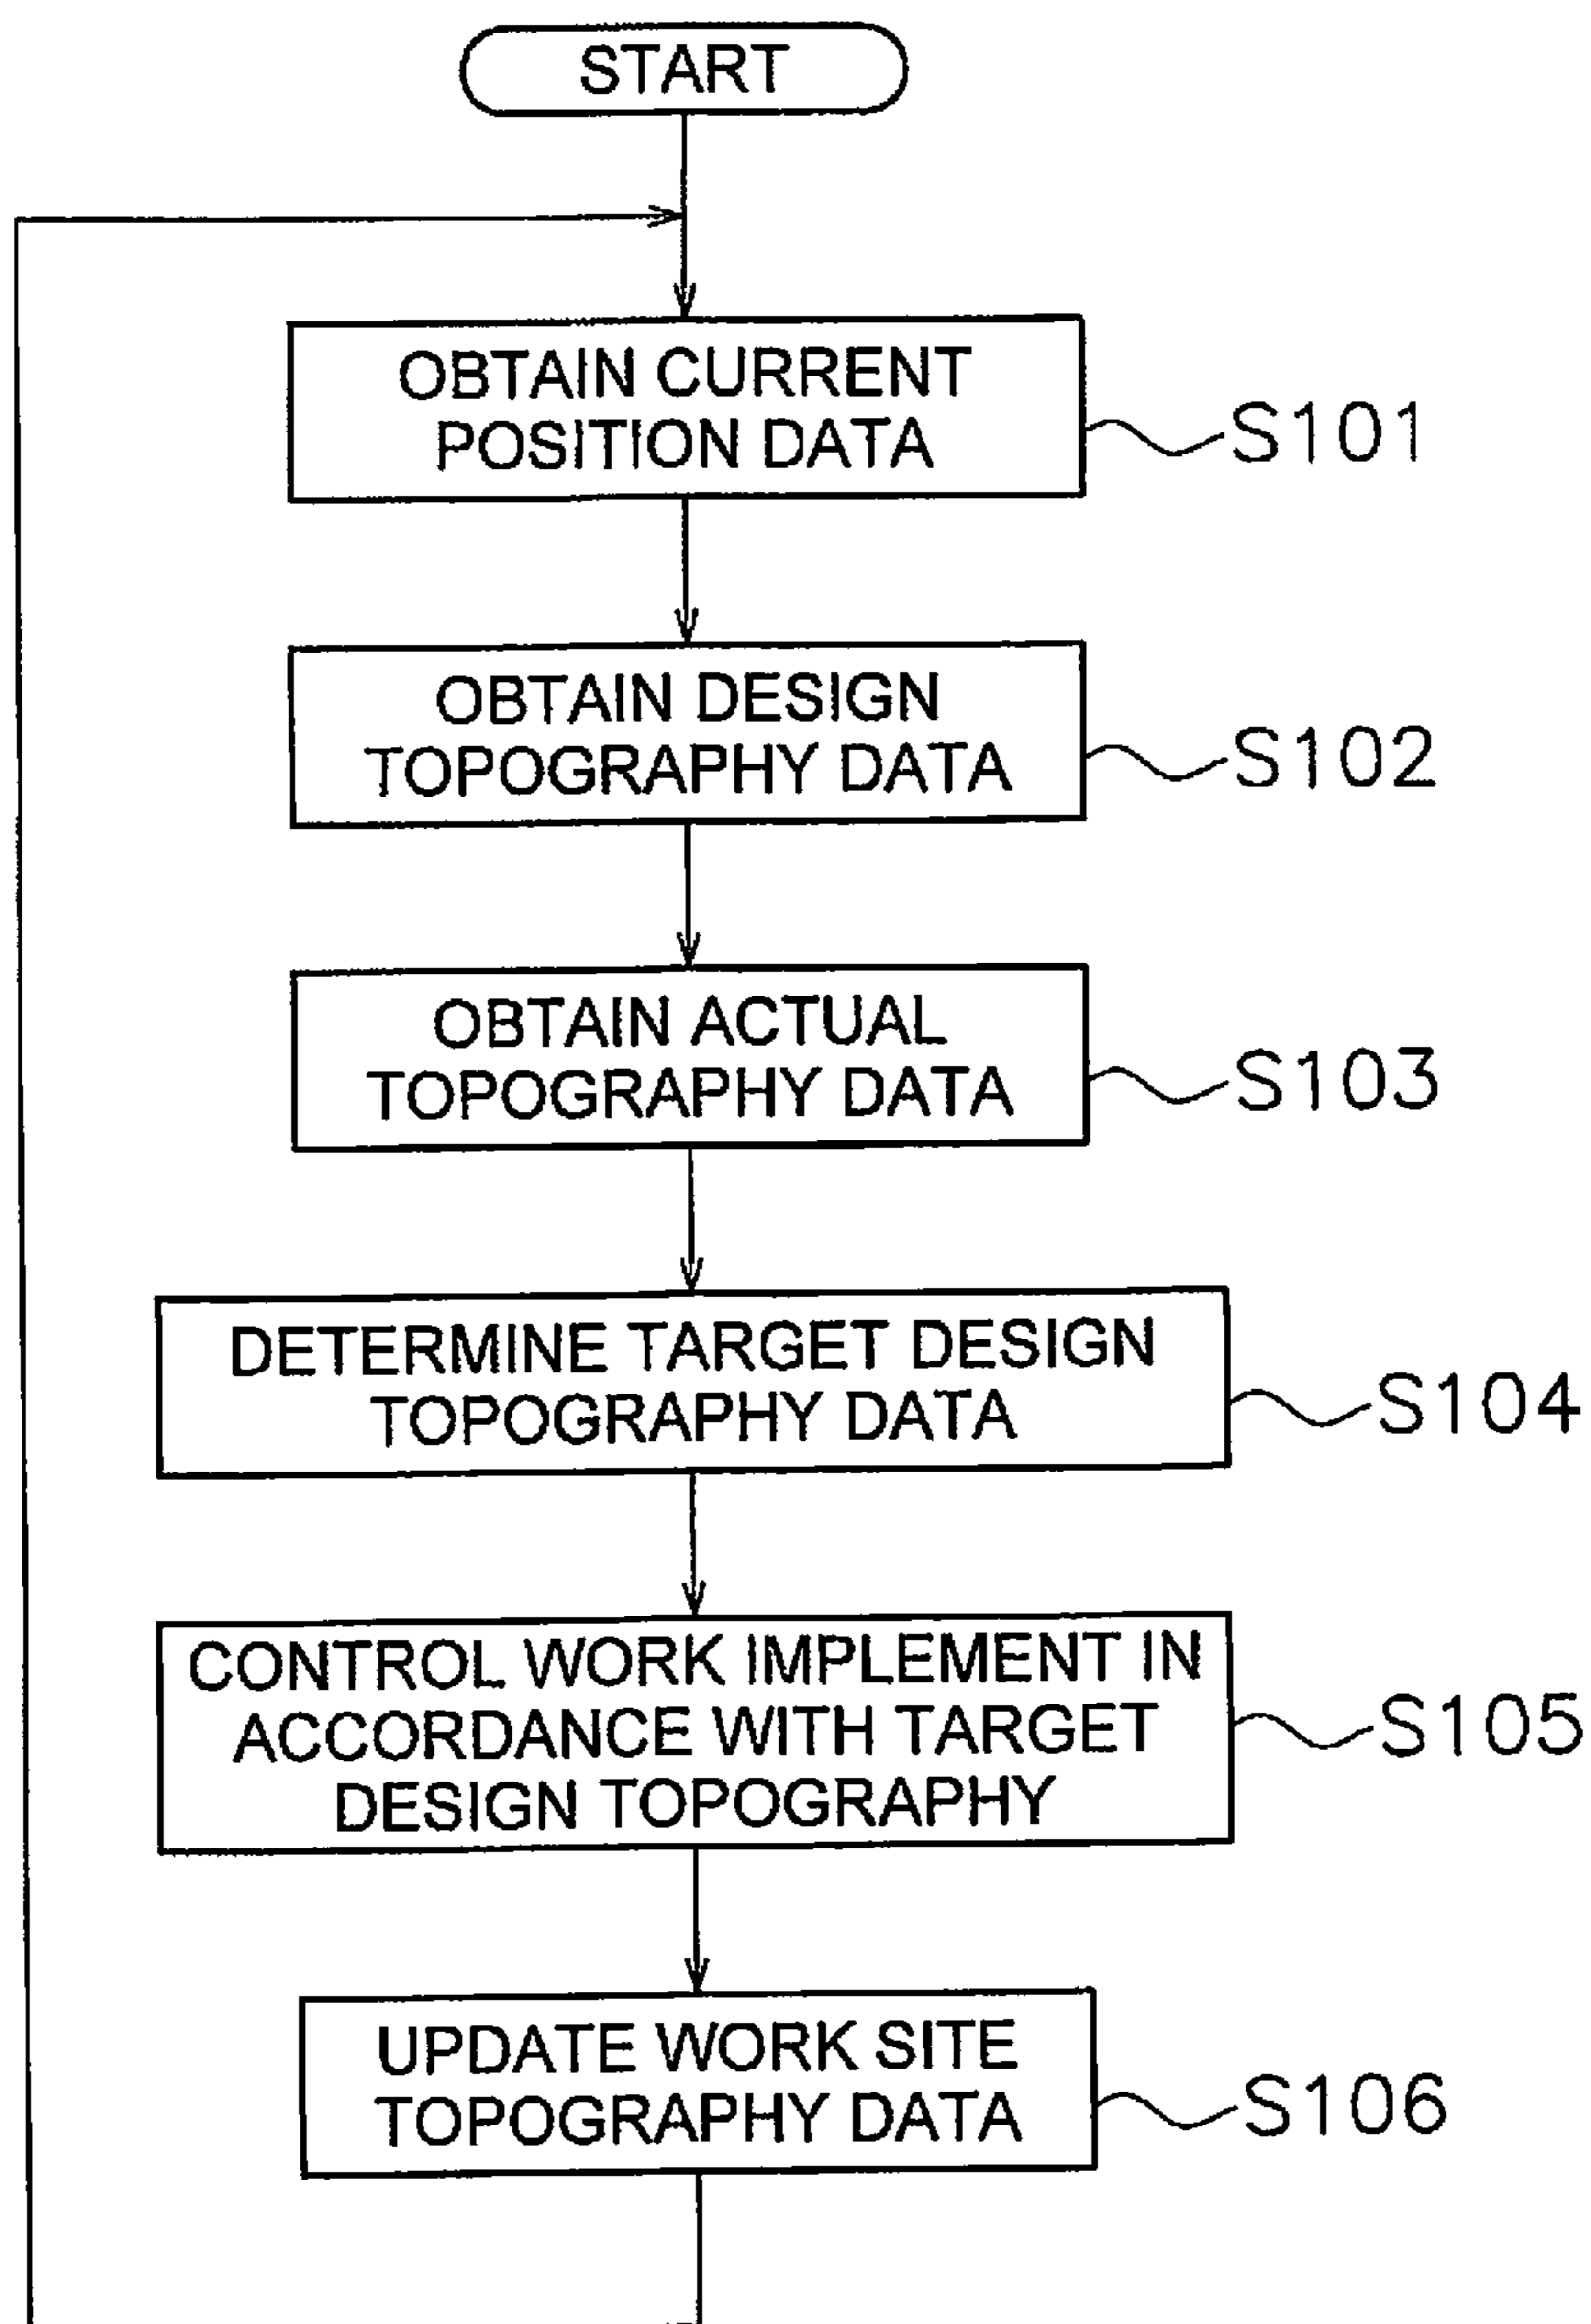 START
OBTAIN CURRENT
POSITION DATA
S101
OBTAIN DESIGN
TOPOGRAPHY DATA
S102
OBTAIN ACTUAL
TOPOGRAPHY DATA
S103
DETERMINE TARGET DESIGN
TOPOGRAPHY DATA
S104
CONTROL WORK IMPLEMENT IN
ACCORDANCE WITH TARGET
DESIGN TOPOGRAPHY
S105
UPDATE WORK SITE
TOPOGRAPHY DATA
S106